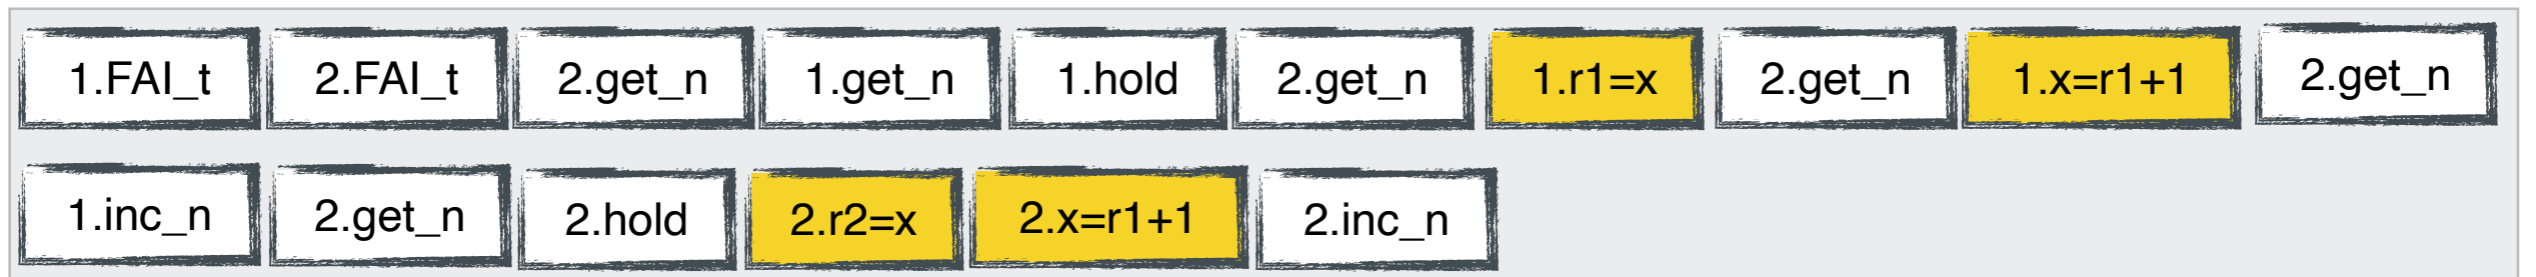 1.FAI_t 2.FAI_t 2.get_n 1.get_n 1.hold 2.get_n 1.r1=x 2.get_n 1.x=r1+1 2.get_n
1.inc_n 2.get_n 2.hold 2.r2=x 2.x=r1+1 2.inc_n